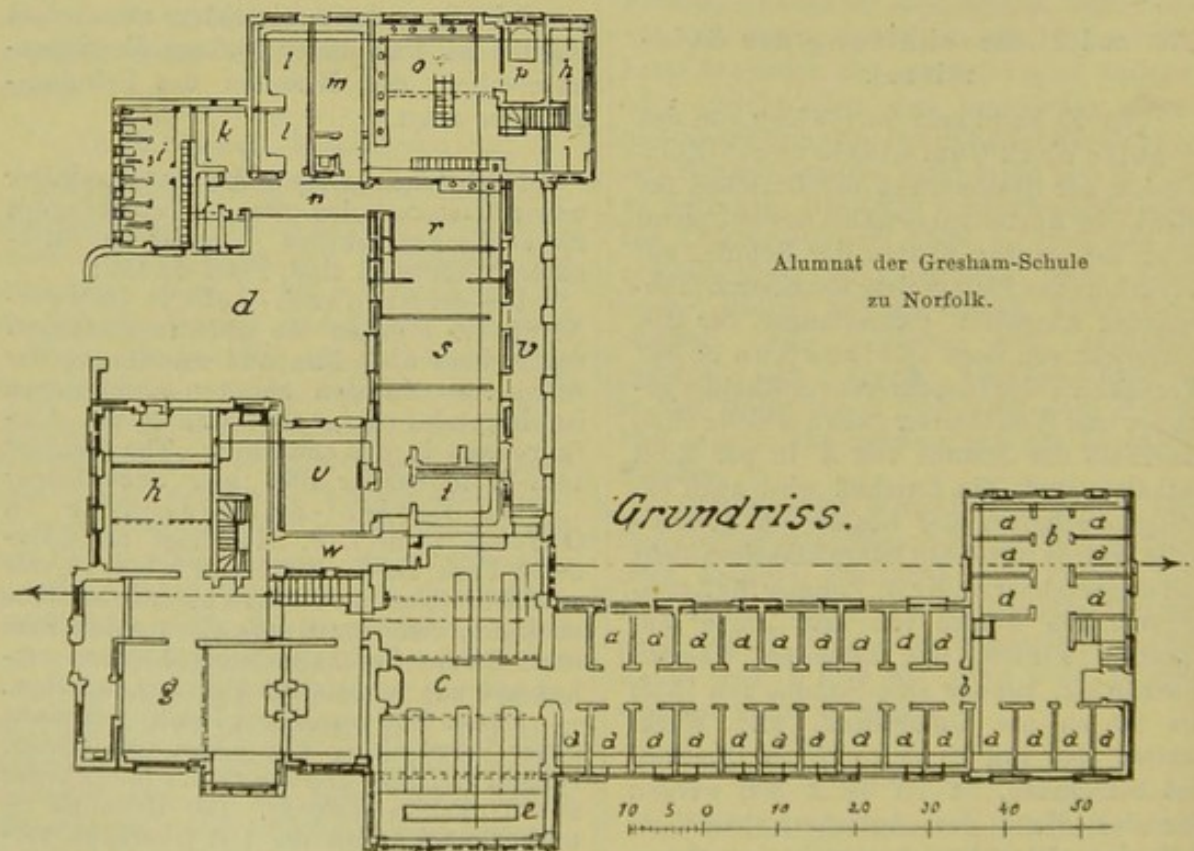 l m o p h
i k l
n
r
Alumnat der Gresham-Schule
zu Norfolk.
d
s v
h v t
Grundriss.
a b a
w a a
a a
a a a a a a a a a
g c b
a a a a a a a a a a a a a a
e
10 5 0 10 20 30 40 50